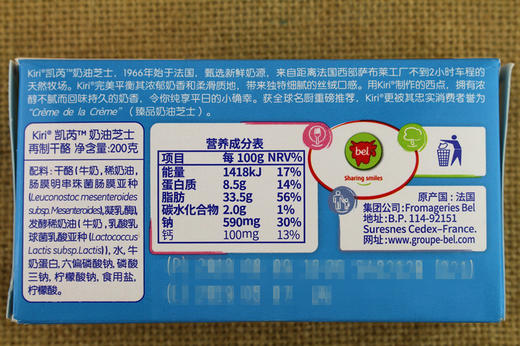 Kiri®凯芮™奶油芝士，1966年始于法国，甄选新鲜奶源，来自距离法国西部萨布莱工厂不到2小时车程的
天然牧场。Kiri®完美平衡其浓郁奶香和柔滑质地，带来独特细腻的丝绒口感。用Kiri®制作的西点，拥有浓
醇不腻而回味持久的奶香，令你纯享平日的小确幸。获全球名厨重磅推荐，Kiri®更被其忠实消费者誉为
“Crème de la Crème”（臻品奶油芝士）。
Kiri® 凯芮™ 奶油芝士
再制干酪 净含量:200克
配料：干酪(牛奶,稀奶油,
肠膜明串珠菌肠膜亚种
(Leuconostoc mesenteroides
subsp.Mesenteroides),凝乳酶),
发酵稀奶油 (牛奶,乳酸乳
球菌乳酸亚种(Lactococcus
Lactis subsp.Lactis)), 水, 牛
奶蛋白, 六偏磷酸钠, 磷酸
三钠, 柠檬酸钠, 食用盐,
柠檬酸。
营养成分表
项目 每 100g NRV%
能量 1418kJ 17%
蛋白质 8.5g 14%
脂肪 33.5g 56%
碳水化合物 2.0g 1%
钠 590mg 30%
钙 100mg 13%
bel
Sharing smiles
原产国：法国
集团公司:Fromageries Bel
地址:B.P. 114-92151
Suresnes Cedex–France.
网址:www.groupe-bel.com